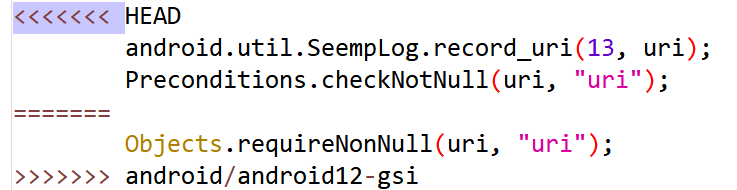 <<<<<<< HEAD
        android.util.SeempLog.record_uri(13, uri);
        Preconditions.checkNotNull(uri, "uri");
=======
        Objects.requireNonNull(uri, "uri");
>>>>>>> android/android12-gsi